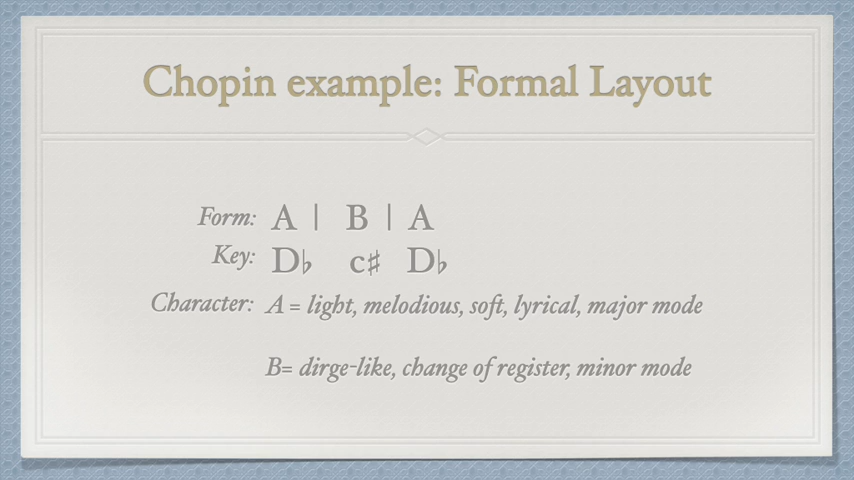 Chopin example: Formal Layout
Form: A | B | A
Key: D♭ c♯ D♭
Character: A = light, melodious, soft, lyrical, major mode
B= dirge-like, change of register, minor mode